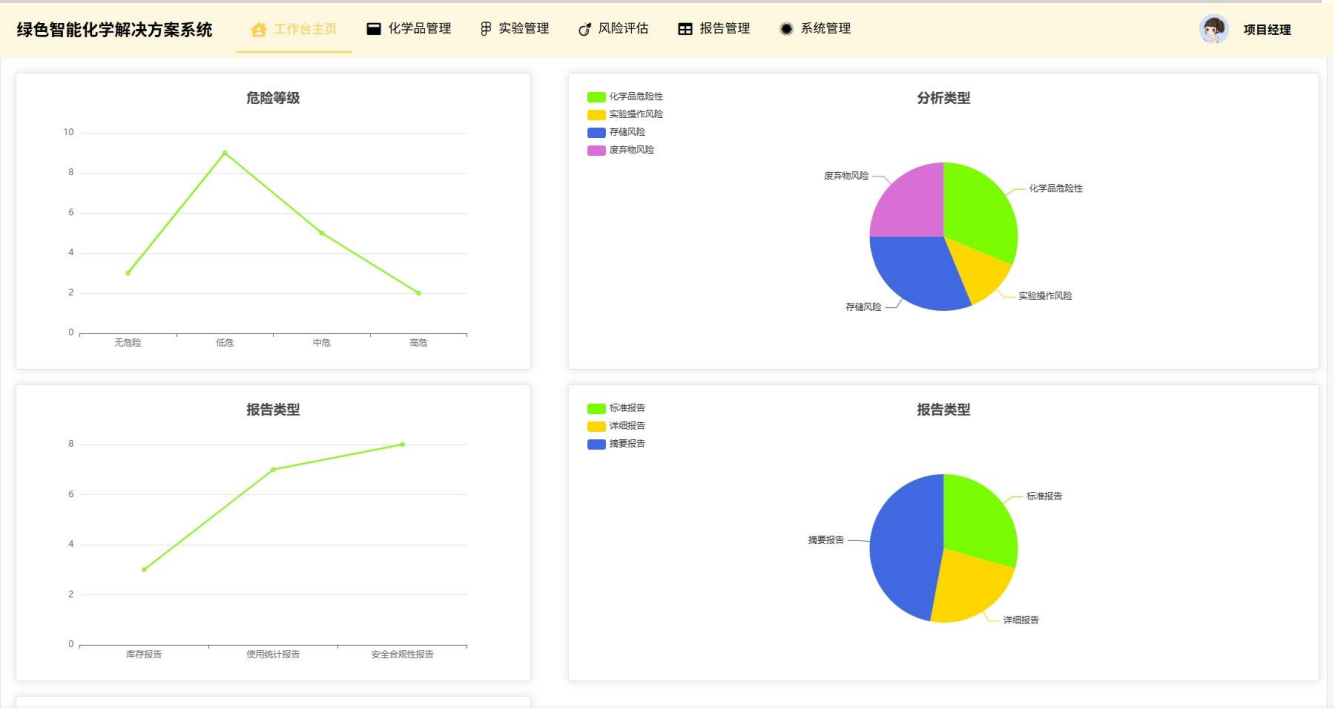 绿色智能化学解决方案系统
工作台主页
化学品管理
实验管理
风险评估
报告管理
系统管理
项目经理
危险等级
10
8
6
4
2
0
无危险
低危
中危
高危
化学品危险性
实验操作风险
存储风险
废弃物风险
分析类型
废弃物风险
化学品危险性
存储风险
实验操作风险
报告类型
8
6
4
2
0
库存报告
使用统计报告
安全合规性报告
标准报告
详细报告
摘要报告
报告类型
标准报告
摘要报告
详细报告